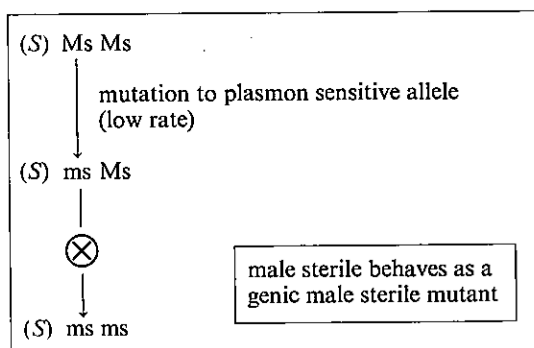 (S) Ms Ms
mutation to plasmon sensitive allele
(low rate)
(S) ms Ms
male sterile behaves as a
genic male sterile mutant
(S) ms ms